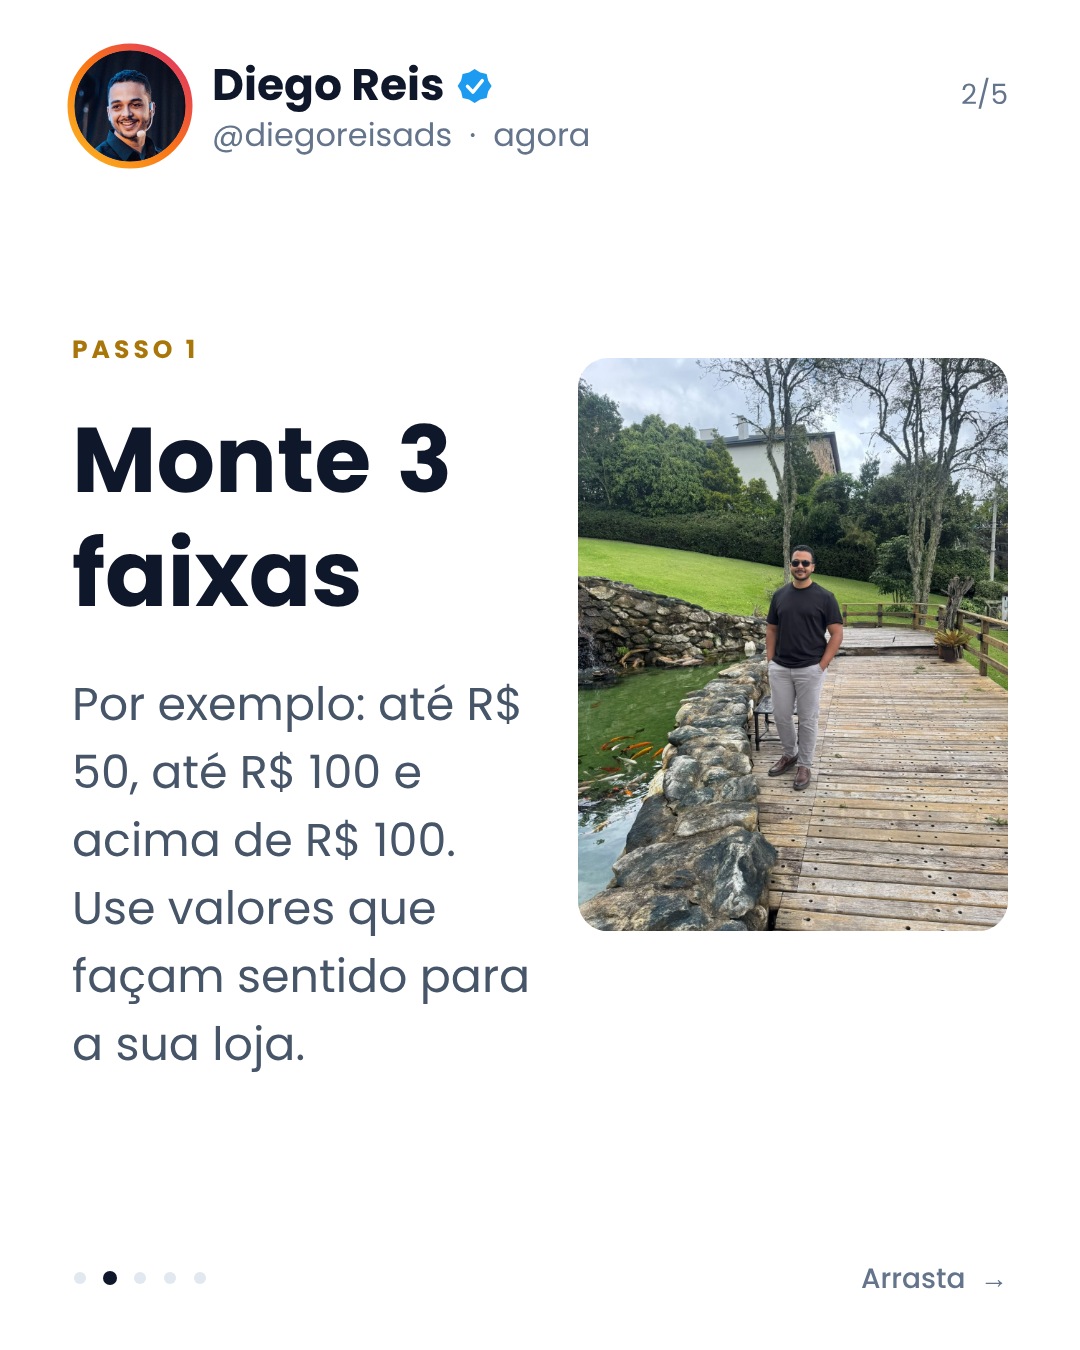 Diego Reis
@diegoreisads · agora
2/5
PASSO 1
Monte 3
faixas
Por exemplo: até R$
50, até R$ 100 e
acima de R$ 100.
Use valores que
façam sentido para
a sua loja.
Arrasta →